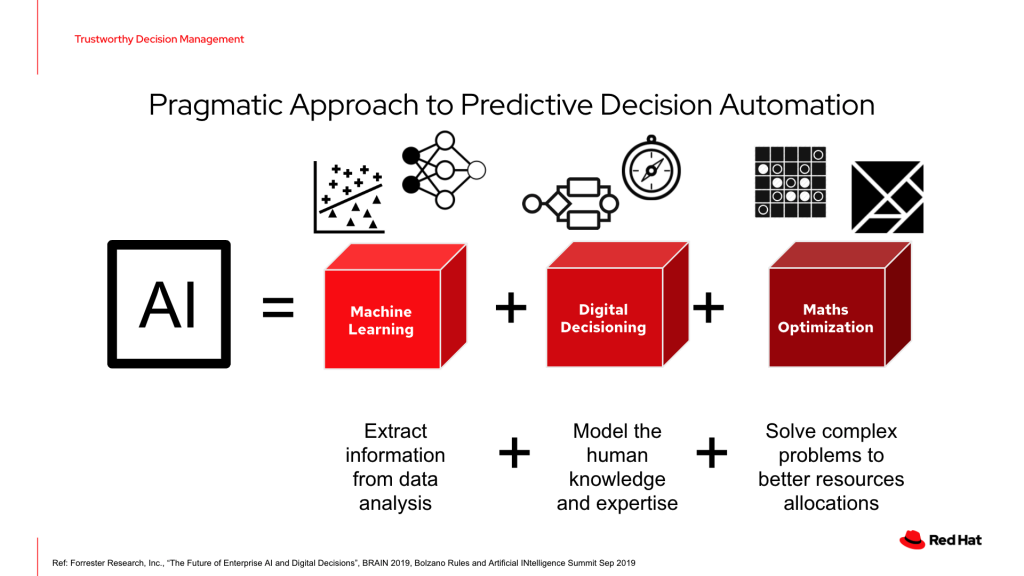 Trustworthy Decision Management
Pragmatic Approach to Predictive Decision Automation
AI
=
Machine
Learning
+
Digital
Decisioning
+
Maths
Optimization
Extract
information
from data
analysis
+
Model the
human
knowledge
and expertise
+
Solve complex
problems to
better resources
allocations
Red Hat
Ref: Forrester Research, Inc., “The Future of Enterprise AI and Digital Decisions”, BRAIN 2019, Bolzano Rules and Artificial INtelligence Summit Sep 2019